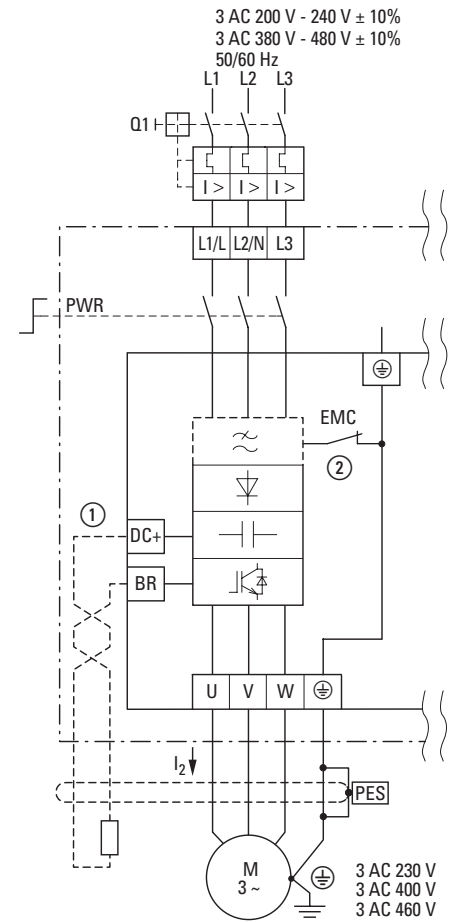 3 AC 200 V - 240 V ± 10%
3 AC 380 V - 480 V ± 10%
50/60 Hz
L1 L2 L3
Q1
I > I > I >
L1/L L2/N L3
PWR
EMC
②
①
DC+
BR
U V W
I₂
PES
M
3 ~
3 AC 230 V
3 AC 400 V
3 AC 460 V